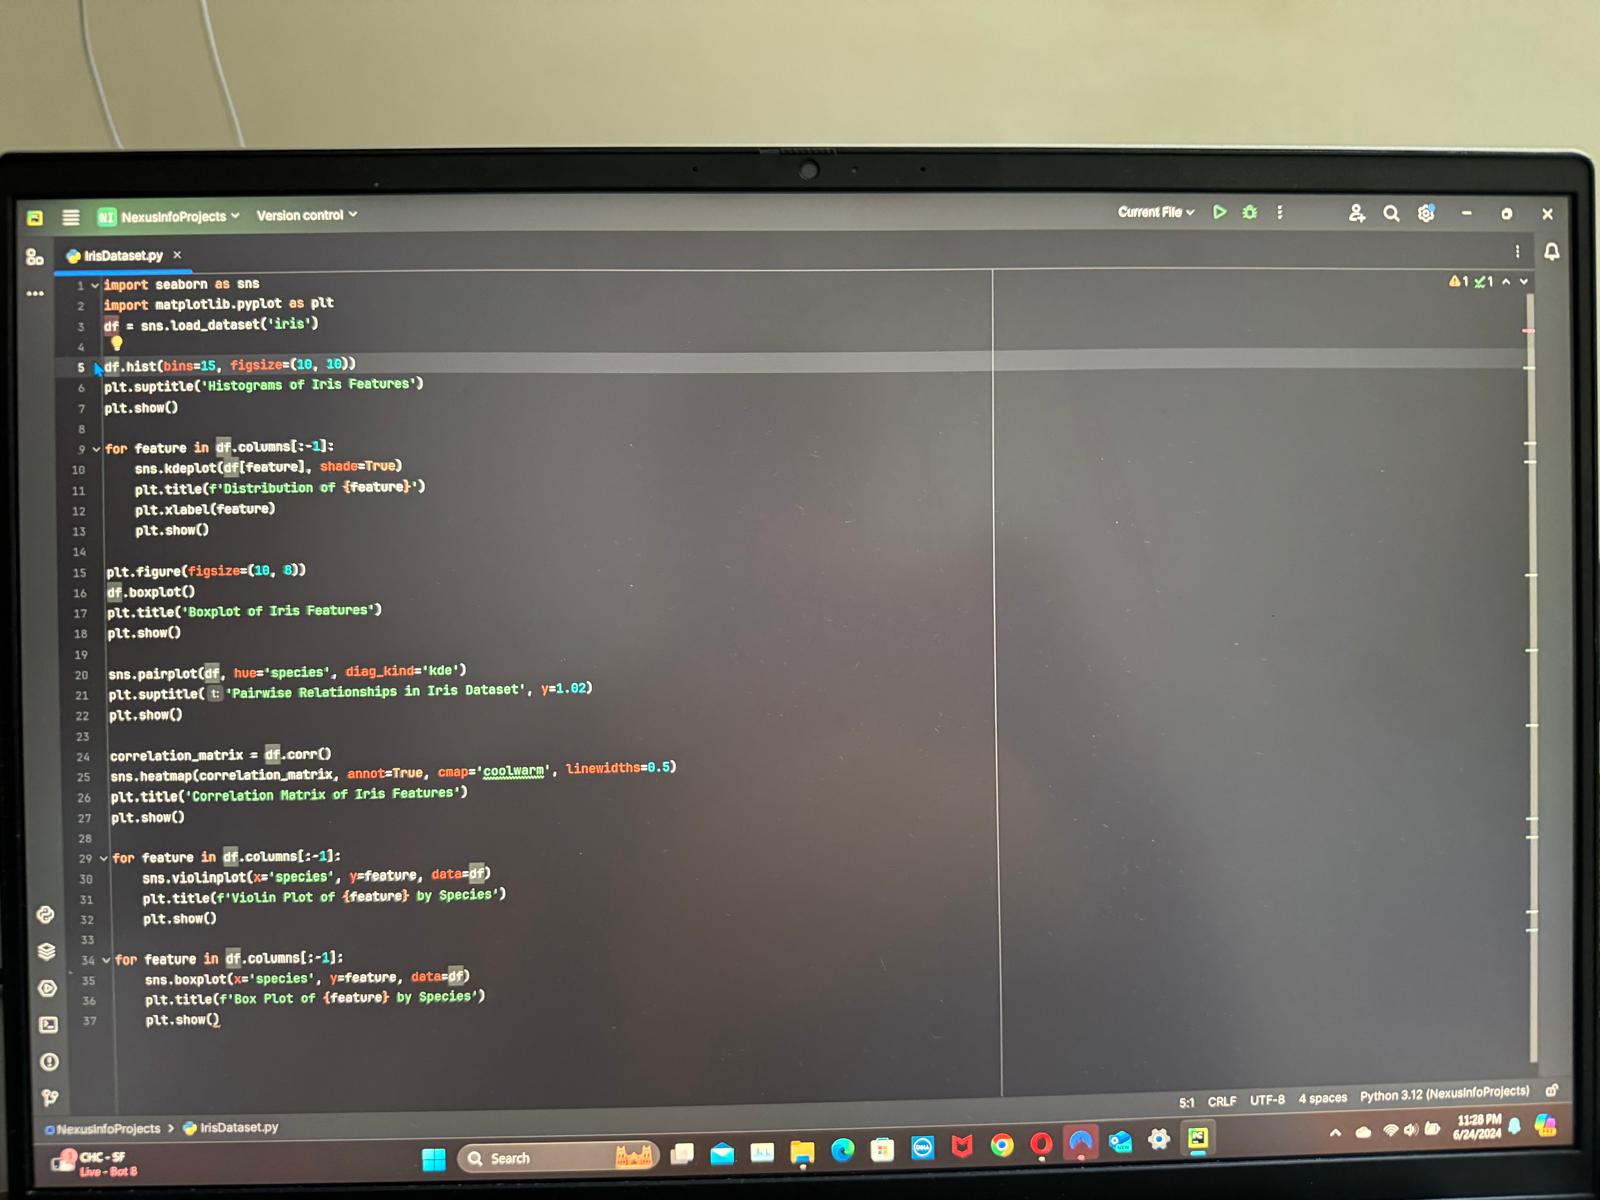 NI NexusInfoProjects Version control Current File
IrisDataset.py
1 import seaborn as sns
2 import matplotlib.pyplot as plt
3 df = sns.load_dataset('iris')
4
5 df.hist(bins=15, figsize=(10, 10))
6 plt.suptitle('Histograms of Iris Features')
7 plt.show()
8
9 for feature in df.columns[:-1]:
10 sns.kdeplot(df[feature], shade=True)
11 plt.title(f'Distribution of {feature}')
12 plt.xlabel(feature)
13 plt.show()
14
15 plt.figure(figsize=(10, 8))
16 df.boxplot()
17 plt.title('Boxplot of Iris Features')
18 plt.show()
19
20 sns.pairplot(df, hue='species', diag_kind='kde')
21 plt.suptitle( t: 'Pairwise Relationships in Iris Dataset', y=1.02)
22 plt.show()
23
24 correlation_matrix = df.corr()
25 sns.heatmap(correlation_matrix, annot=True, cmap='coolwarm', linewidths=0.5)
26 plt.title('Correlation Matrix of Iris Features')
27 plt.show()
28
29 for feature in df.columns[:-1]:
30 sns.violinplot(x='species', y=feature, data=df)
31 plt.title(f'Violin Plot of {feature} by Species')
32 plt.show()
33
34 for feature in df.columns[:-1]:
35 sns.boxplot(x='species', y=feature, data=df)
36 plt.title(f'Box Plot of {feature} by Species')
37 plt.show()
1 1
5:1 CRLF UTF-8 4 spaces Python 3.12 (NexusInfoProjects)
NexusInfoProjects > IrisDataset.py
CHC - SF
Live - Bot 8
Search
DELL
PC
11:28 PM
6/24/2024